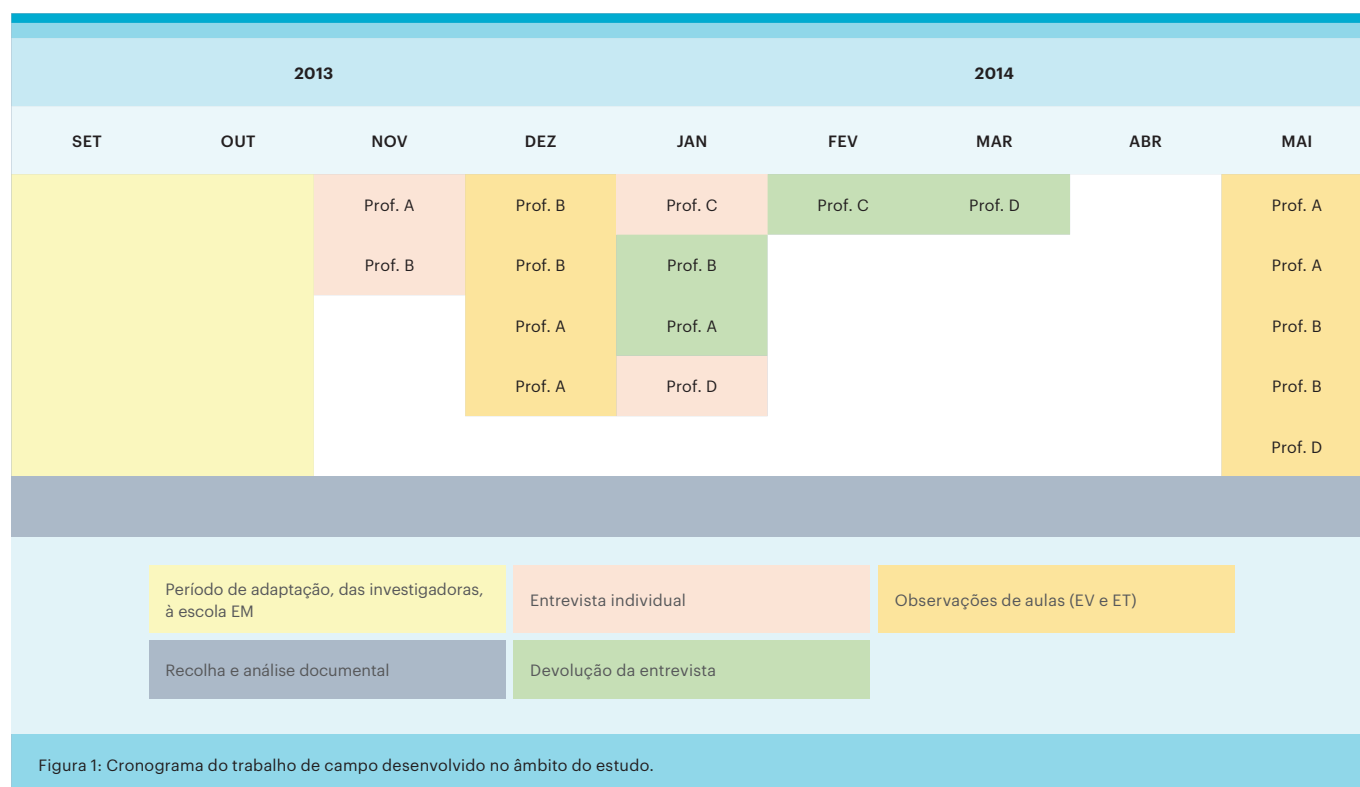 2013 2014
SET OUT NOV DEZ JAN FEV MAR ABR MAI
Prof. A Prof. B Prof. C Prof. C Prof. D Prof. A
Prof. B Prof. B Prof. B Prof. A
Prof. A Prof. A Prof. B
Prof. A Prof. D Prof. B
Prof. D
Período de adaptação, das investigadoras,
à escola EM
Entrevista individual
Observações de aulas (EV e ET)
Recolha e análise documental
Devolução da entrevista
Figura 1: Cronograma do trabalho de campo desenvolvido no âmbito do estudo.